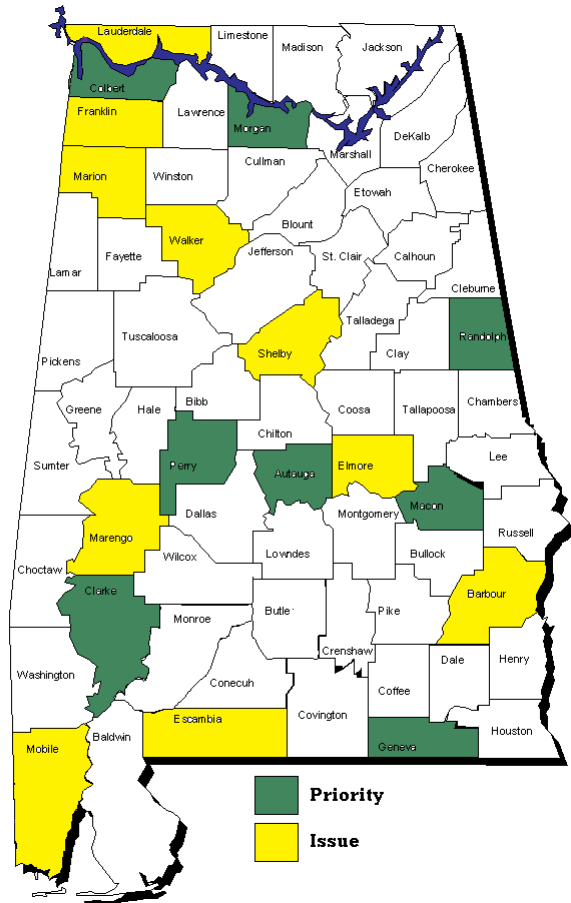 Lauderdale
Limestone
Madison
Jackson
Colbert
Franklin
Lawrence
Morgan
Marshall
DeKalb
Cherokee
Marion
Winston
Cullman
Etowah
Blount
Walker
Jefferson
St. Clair
Calhoun
Cleburne
Lamar
Fayette
Tuscaloosa
Shelby
Talladega
Clay
Randolph
Pickens
Greene
Hale
Bibb
Chilton
Coosa
Tallapoosa
Chambers
Sumter
Perry
Autauga
Elmore
Lee
Macon
Marengo
Dallas
Montgomery
Russell
Choctaw
Wilcox
Lowndes
Bullock
Clarke
Monroe
Butler
Pike
Barbour
Crenshaw
Washington
Conecuh
Covington
Coffee
Dale
Henry
Mobile
Baldwin
Escambia
Geneva
Houston
Priority
Issue